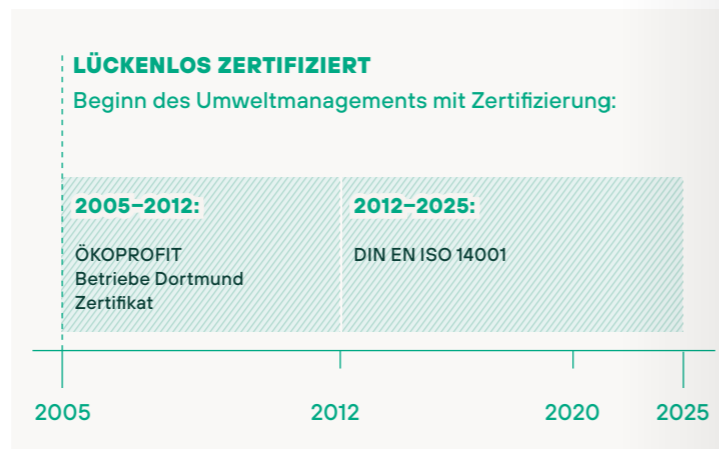 LÜCKENLOS ZERTIFIZIERT
Beginn des Umweltmanagements mit Zertifizierung:
2005–2012:
ÖKOPROFIT
Betriebe Dortmund
Zertifikat
2012–2025:
DIN EN ISO 14001
2005 2012 2020 2025